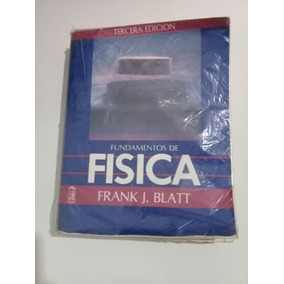 TERCERA EDICION
FUNDAMENTOS DE
FISICA
FRANK J. BLATT